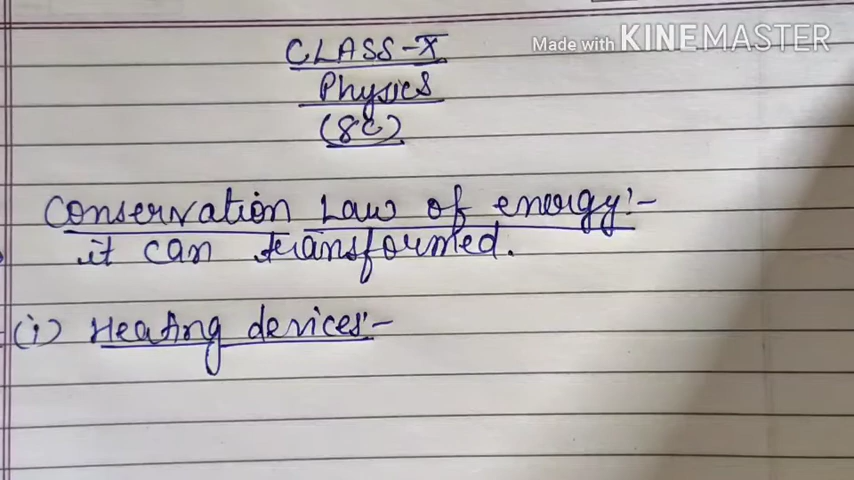 Made with KINEMASTER
CLASS-X
Physics
(8C)
Conservation Law of energy:-
it can transformed.
(i) Heating devices:-